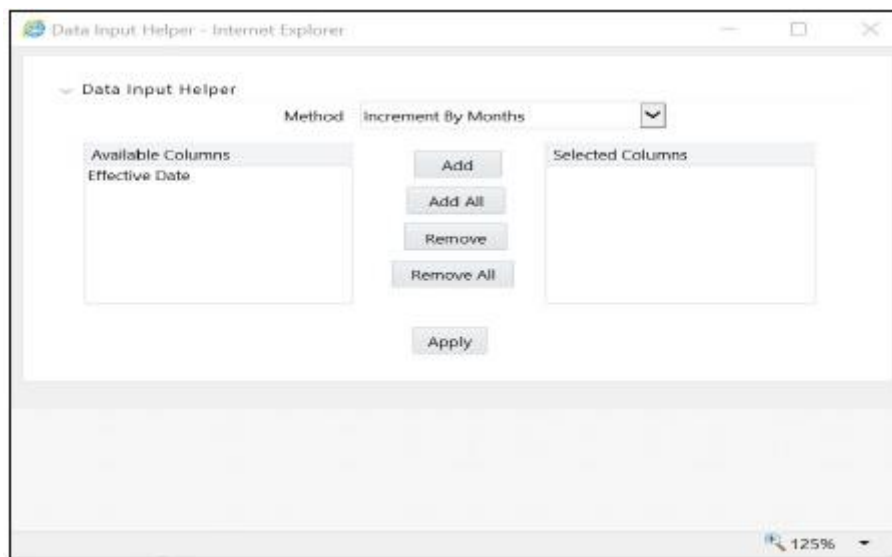 Data Input Helper - Internet Explorer
Data Input Helper
Method Increment By Months
Available Columns
Effective Date
Add
Add All
Remove
Remove All
Selected Columns
Apply
125%